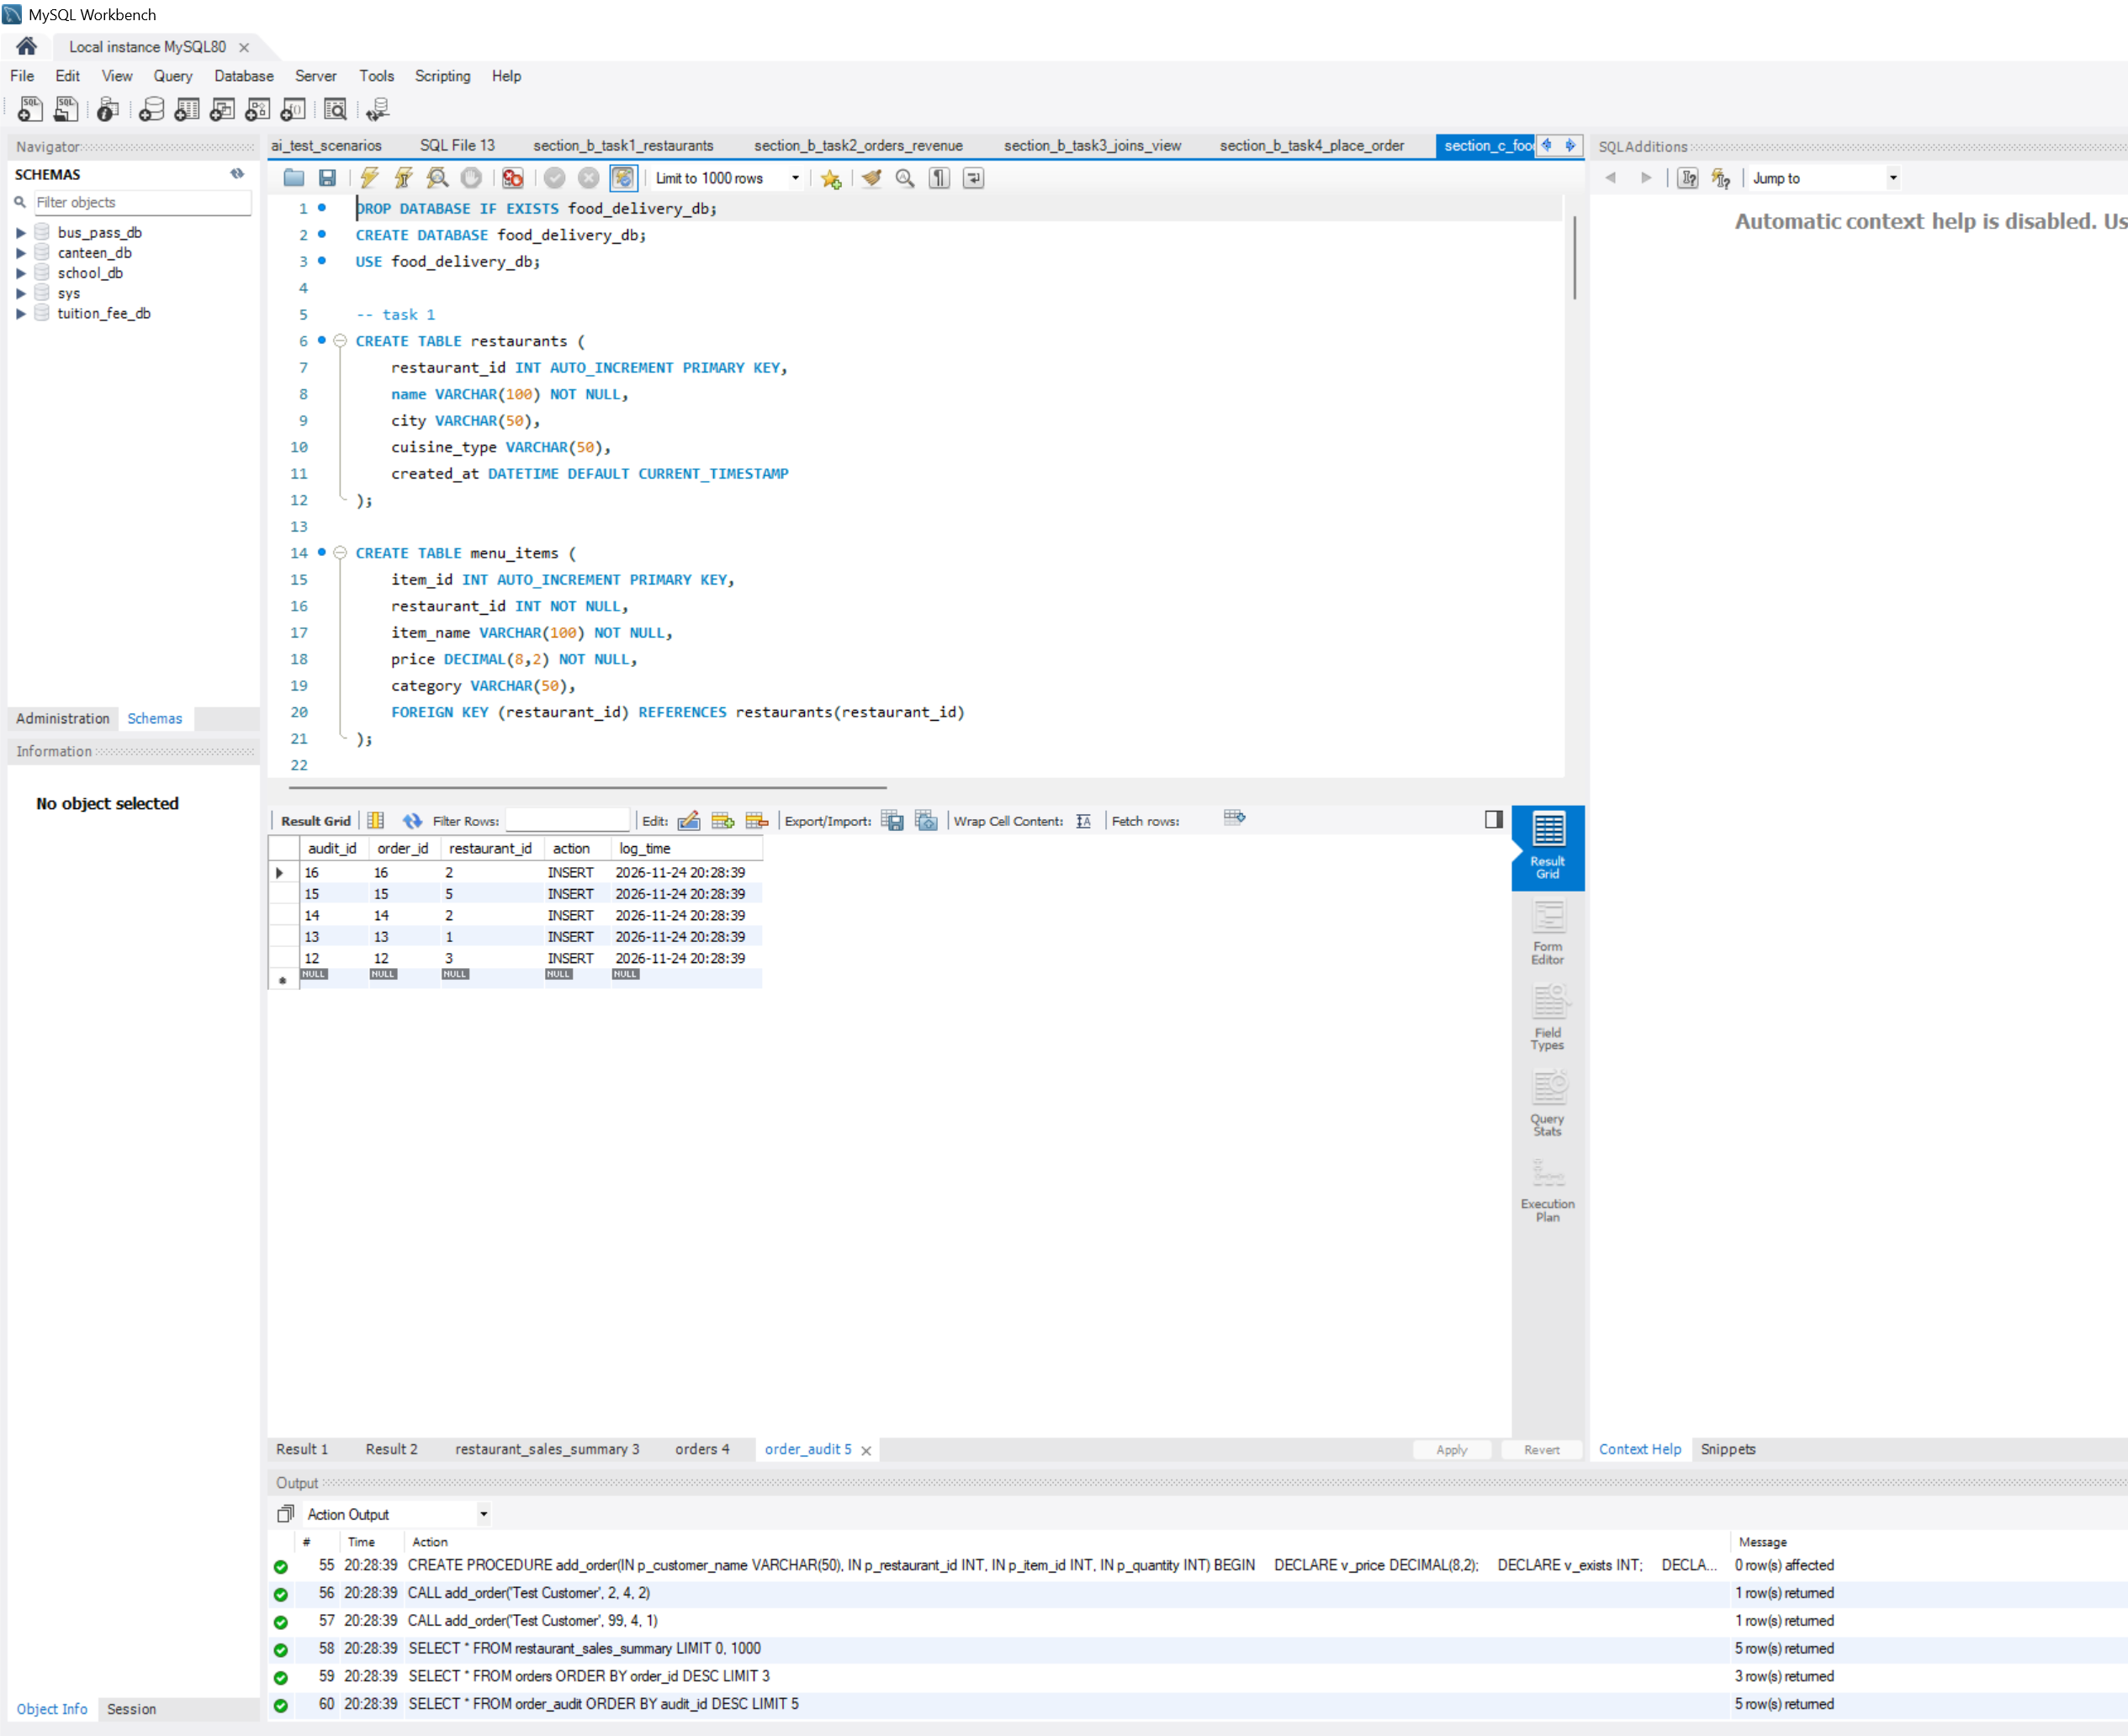 MySQL Workbench
Local instance MySQL80
File Edit View Query Database Server Tools Scripting Help
Navigator
SCHEMAS
Filter objects
bus_pass_db
canteen_db
school_db
sys
tuition_fee_db
Administration Schemas
Information
No object selected
Object Info Session
ai_test_scenarios SQL File 13 section_b_task1_restaurants section_b_task2_orders_revenue section_b_task3_joins_view section_b_task4_place_order section_c_foo
Limit to 1000 rows
1 DROP DATABASE IF EXISTS food_delivery_db;
2 CREATE DATABASE food_delivery_db;
3 USE food_delivery_db;
4
5 -- task 1
6 CREATE TABLE restaurants (
7 restaurant_id INT AUTO_INCREMENT PRIMARY KEY,
8 name VARCHAR(100) NOT NULL,
9 city VARCHAR(50),
10 cuisine_type VARCHAR(50),
11 created_at DATETIME DEFAULT CURRENT_TIMESTAMP
12 );
13
14 CREATE TABLE menu_items (
15 item_id INT AUTO_INCREMENT PRIMARY KEY,
16 restaurant_id INT NOT NULL,
17 item_name VARCHAR(100) NOT NULL,
18 price DECIMAL(8,2) NOT NULL,
19 category VARCHAR(50),
20 FOREIGN KEY (restaurant_id) REFERENCES restaurants(restaurant_id)
21 );
22
SQLAdditions
Jump to
Automatic context help is disabled. Us
Result Grid Filter Rows: Edit: Export/Import: Wrap Cell Content: Fetch rows:
audit_id order_id restaurant_id action log_time
16 16 2 INSERT 2026-11-24 20:28:39
15 15 5 INSERT 2026-11-24 20:28:39
14 14 2 INSERT 2026-11-24 20:28:39
13 13 1 INSERT 2026-11-24 20:28:39
12 12 3 INSERT 2026-11-24 20:28:39
NULL NULL NULL NULL NULL
Result
Grid
Form
Editor
Field
Types
Query
Stats
Execution
Plan
Result 1 Result 2 restaurant_sales_summary 3 orders 4 order_audit 5 Apply Revert
Context Help Snippets
Output
Action Output
# Time Action Message
55 20:28:39 CREATE PROCEDURE add_order(IN p_customer_name VARCHAR(50), IN p_restaurant_id INT, IN p_item_id INT, IN p_quantity INT) BEGIN DECLARE v_price DECIMAL(8,2); DECLARE v_exists INT; DECLA... 0 row(s) affected
56 20:28:39 CALL add_order('Test Customer', 2, 4, 2) 1 row(s) returned
57 20:28:39 CALL add_order('Test Customer', 99, 4, 1) 1 row(s) returned
58 20:28:39 SELECT * FROM restaurant_sales_summary LIMIT 0, 1000 5 row(s) returned
59 20:28:39 SELECT * FROM orders ORDER BY order_id DESC LIMIT 3 3 row(s) returned
60 20:28:39 SELECT * FROM order_audit ORDER BY audit_id DESC LIMIT 5 5 row(s) returned